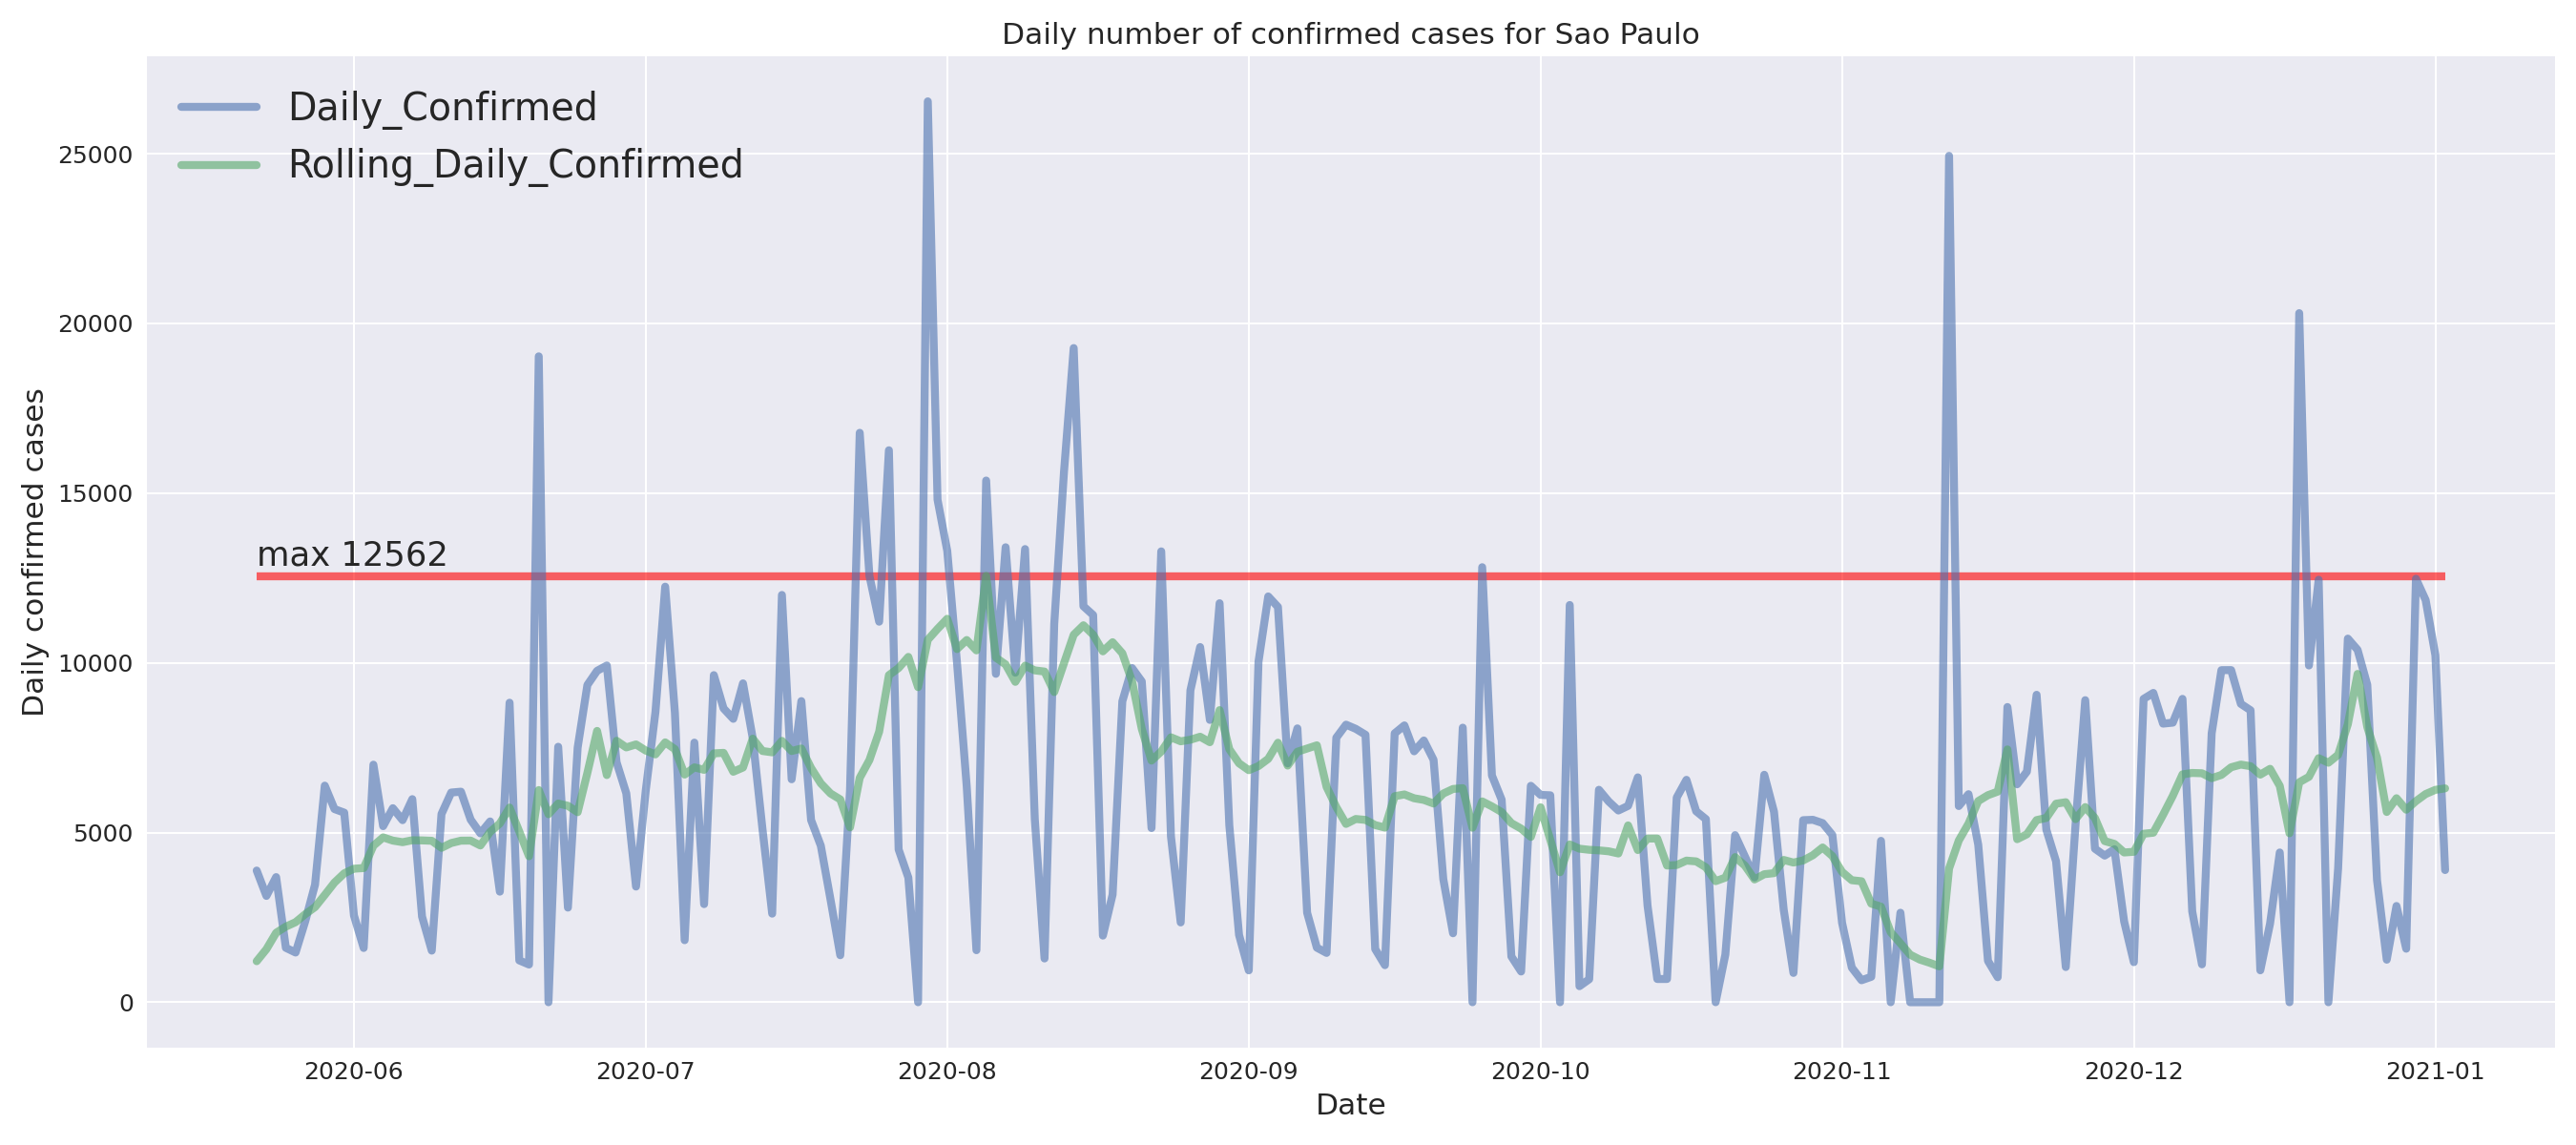 Daily number of confirmed cases for Sao Paulo
Daily_Confirmed
Rolling_Daily_Confirmed
25000
20000
15000
10000
5000
0
Daily confirmed cases
max 12562
2020-06 2020-07 2020-08 2020-09 2020-10 2020-11 2020-12 2021-01
Date